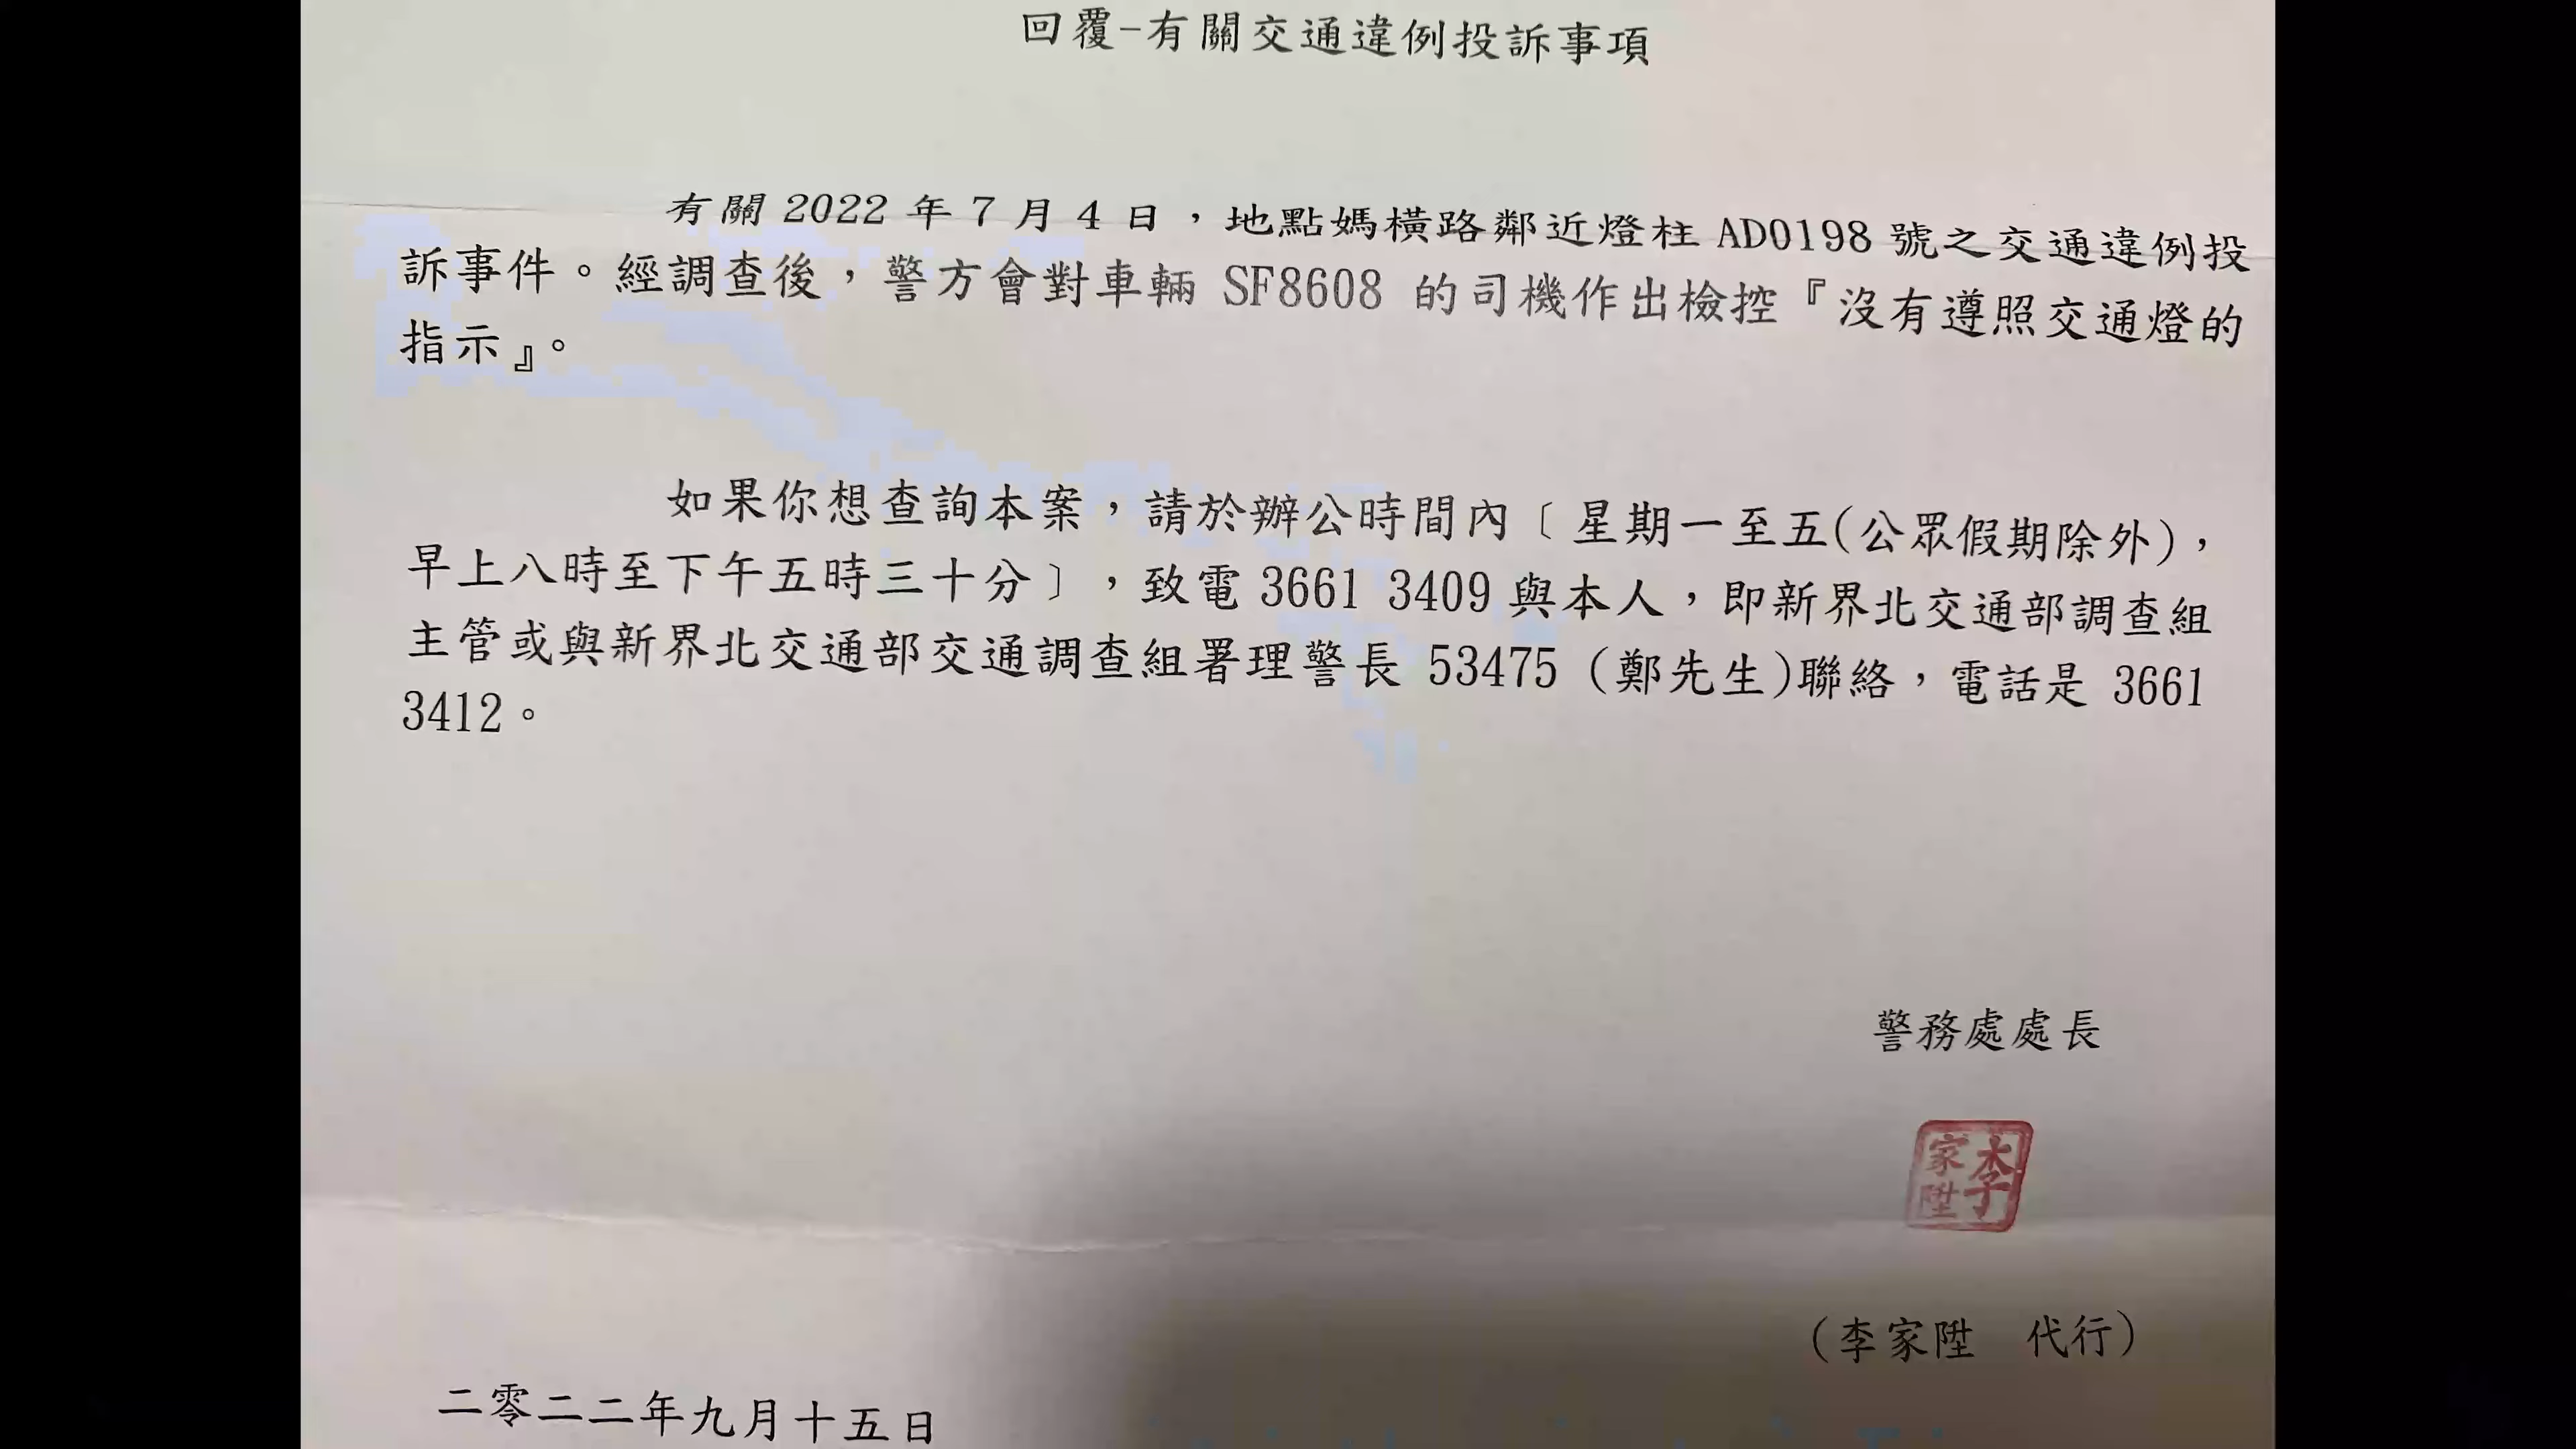 回覆-有關交通違例投訴事項
有關 2022 年 7 月 4 日，地點媽橫路鄰近燈柱 AD0198 號之交通違例投
訴事件。經調查後，警方會對車輛 SF8608 的司機作出檢控『沒有遵照交通燈的
指示』。
如果你想查詢本案，請於辦公時間內〔星期一至五(公眾假期除外)，
早上八時至下午五時三十分〕，致電 3661 3409 與本人，即新界北交通部調查組
主管或與新界北交通部交通調查組署理警長 53475 (鄭先生)聯絡，電話是 3661
3412。
警務處處長
李家陞
(李家陞 代行)
二零二二年九月十五日